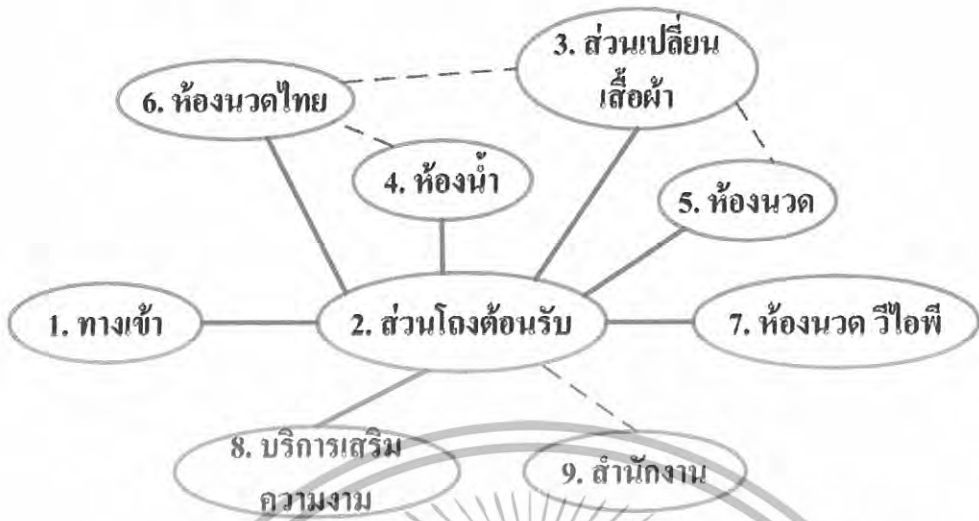 3. ส่วนเปลี่ยน
เสื้อผ้า
6. ห้องนวดไทย
4. ห้องน้ำ
5. ห้องนวด
1. ทางเข้า
2. ส่วนโถงต้อนรับ
7. ห้องนวด วีไอพี
8. บริการเสริม
ความงาม
9. สำนักงาน